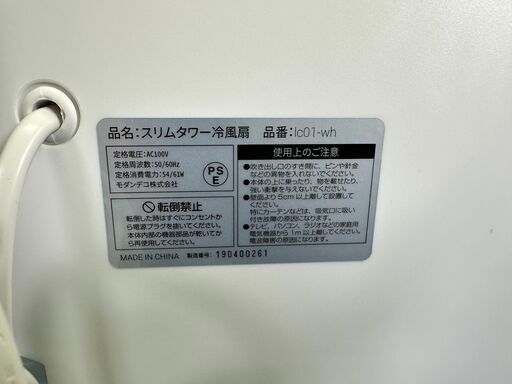 品名:スリムタワー冷風扇 品番:lc01-wh
定格電圧:AC100V
定格周波数:50/60Hz
定格消費電力:54/61W
モダンデコ株式会社
PS
E
転倒禁止
転倒した時はすぐにコンセントか
ら電源プラグを抜いてください。
本体内部の機器部品が乾いてか
ら再使用してください。
使用上のご注意
●吹き出し口のすき間に、ピンや針金
などの異物を入れないでください。
●本体の上に乗ったり、物を載せたり、
強い衝撃を与えないでください。
●壁面より5cm以上離して設置して
ください。
特にカーテンなどは、吸気口に吸い
付き故障の原因になります。
●テレビ、パソコン、ラジオなどの家庭用
電気機器から1m以上離してください。
電波障害の原因になります。
MADE IN CHINA 製造番号: 190400261